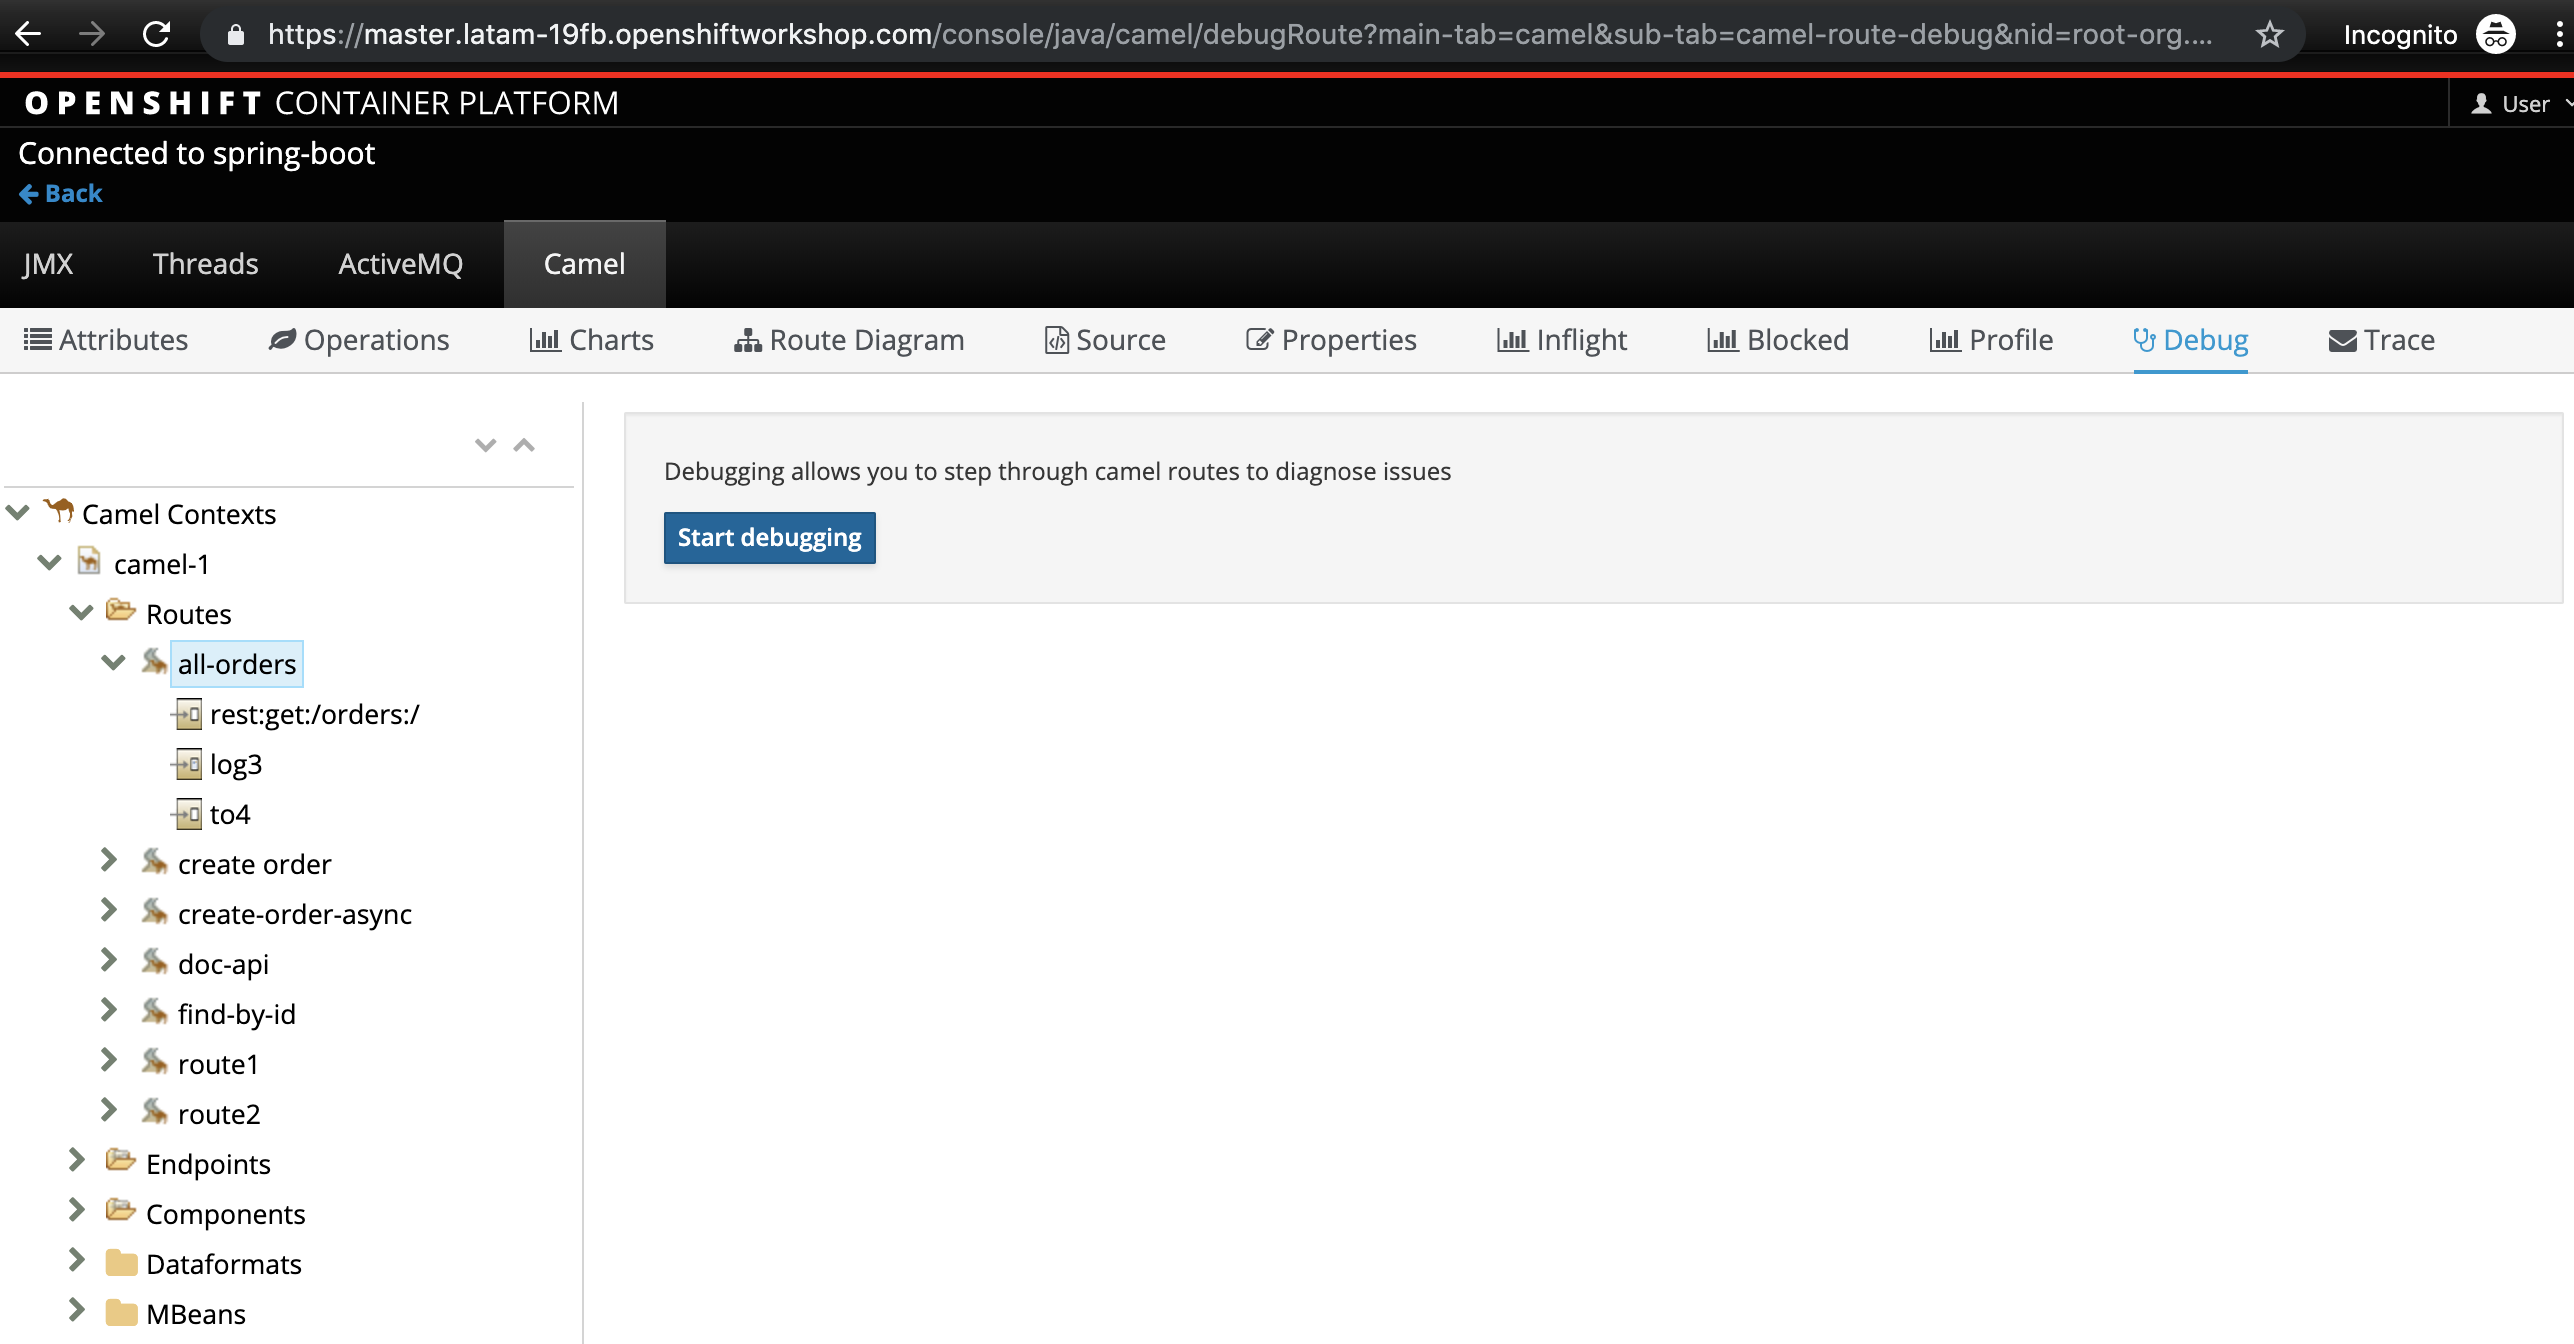 https://master.latam-19fb.openshiftworkshop.com/console/java/camel/debugRoute?main-tab=camel&sub-tab=camel-route-debug&nid=root-org....
Incognito
OPENSHIFT CONTAINER PLATFORM
User
Connected to spring-boot
Back
JMX Threads ActiveMQ Camel
Attributes Operations Charts Route Diagram Source Properties Inflight Blocked Profile Debug Trace
Debugging allows you to step through camel routes to diagnose issues
Start debugging
Camel Contexts
camel-1
Routes
all-orders
rest:get:/orders:/
log3
to4
create order
create-order-async
doc-api
find-by-id
route1
route2
Endpoints
Components
Dataformats
MBeans